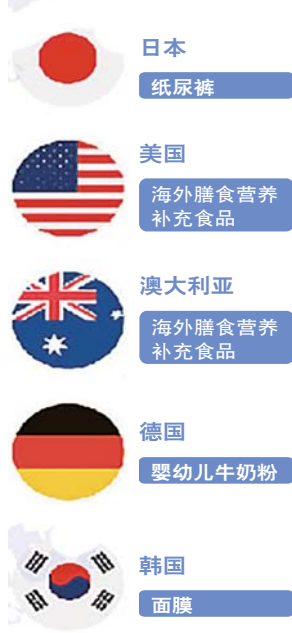 日本
纸尿裤
美国
海外膳食营养
补充食品
澳大利亚
海外膳食营养
补充食品
德国
婴幼儿牛奶粉
韩国
面膜